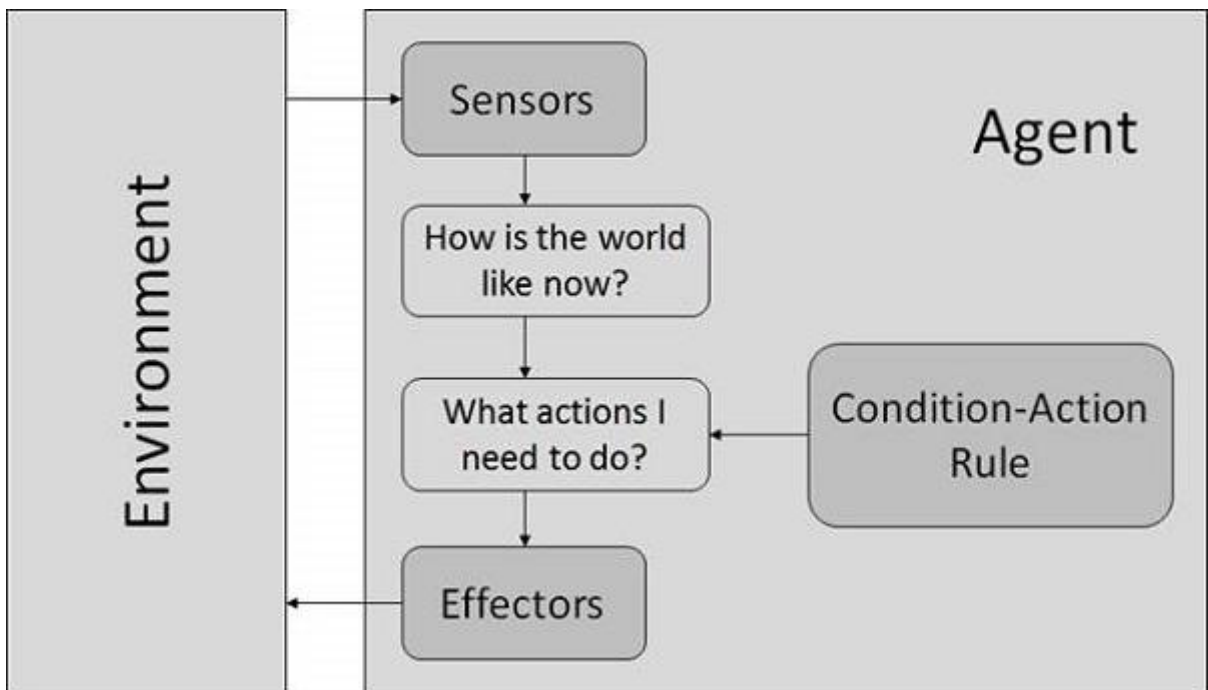 Environment
Agent
Sensors
How is the world
like now?
What actions I
need to do?
Condition-Action
Rule
Effectors